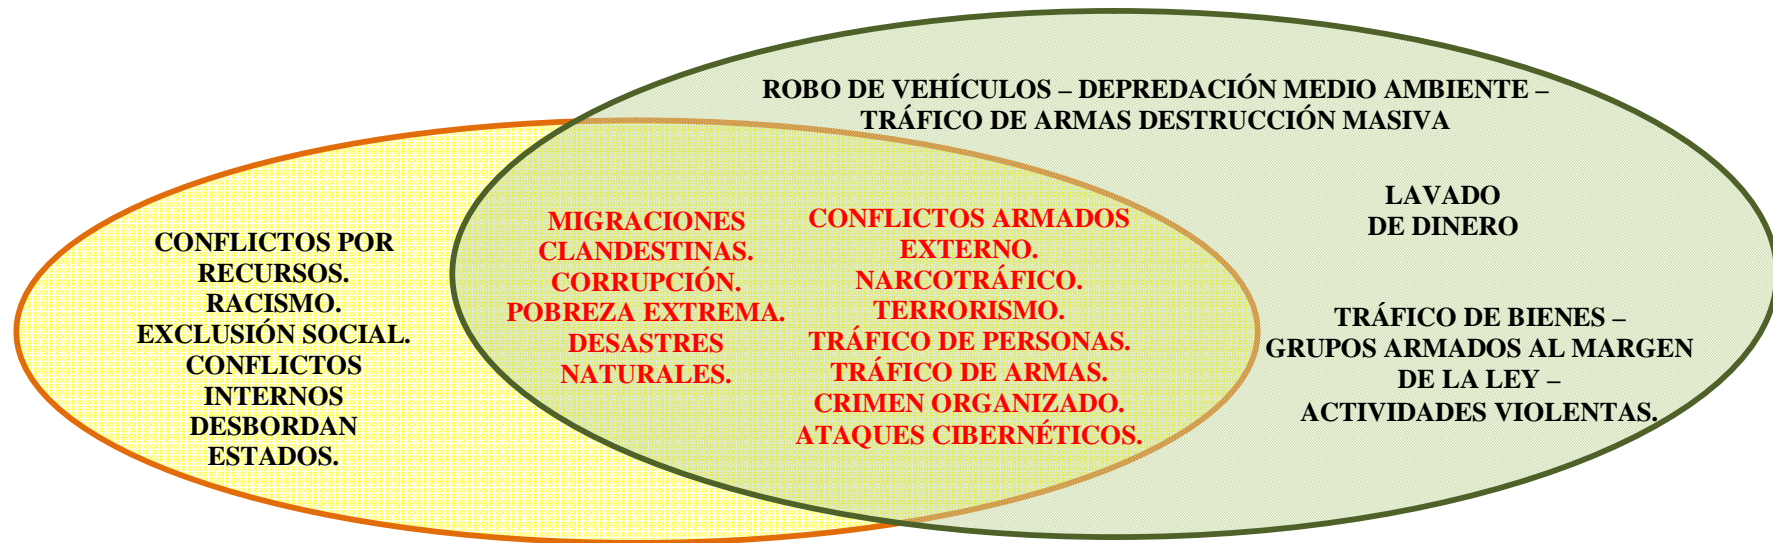 ROBO DE VEHÍCULOS – DEPREDACIÓN MEDIO AMBIENTE –
TRÁFICO DE ARMAS DESTRUCCIÓN MASIVA
CONFLICTOS POR
RECURSOS.
RACISMO.
EXCLUSIÓN SOCIAL.
CONFLICTOS
INTERNOS
DESBORDAN
ESTADOS.
MIGRACIONES
CLANDESTINAS.
CORRUPCIÓN.
POBREZA EXTREMA.
DESASTRES
NATURALES.
CONFLICTOS ARMADOS
EXTERNO.
NARCOTRÁFICO.
TERRORISMO.
TRÁFICO DE PERSONAS.
TRÁFICO DE ARMAS.
CRIMEN ORGANIZADO.
ATAQUES CIBERNÉTICOS.
LAVADO
DE DINERO
TRÁFICO DE BIENES –
GRUPOS ARMADOS AL MARGEN
DE LA LEY –
ACTIVIDADES VIOLENTAS.